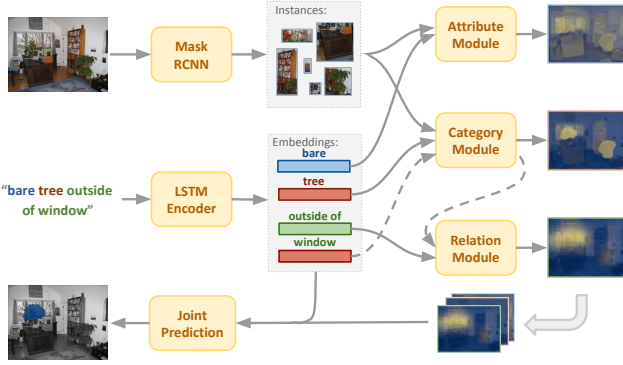 Instances:
Mask
RCNN
Attribute
Module
Category
Module
Embeddings:
bare
tree
outside of
window
"bare tree outside
of window"
LSTM
Encoder
Relation
Module
Joint
Prediction